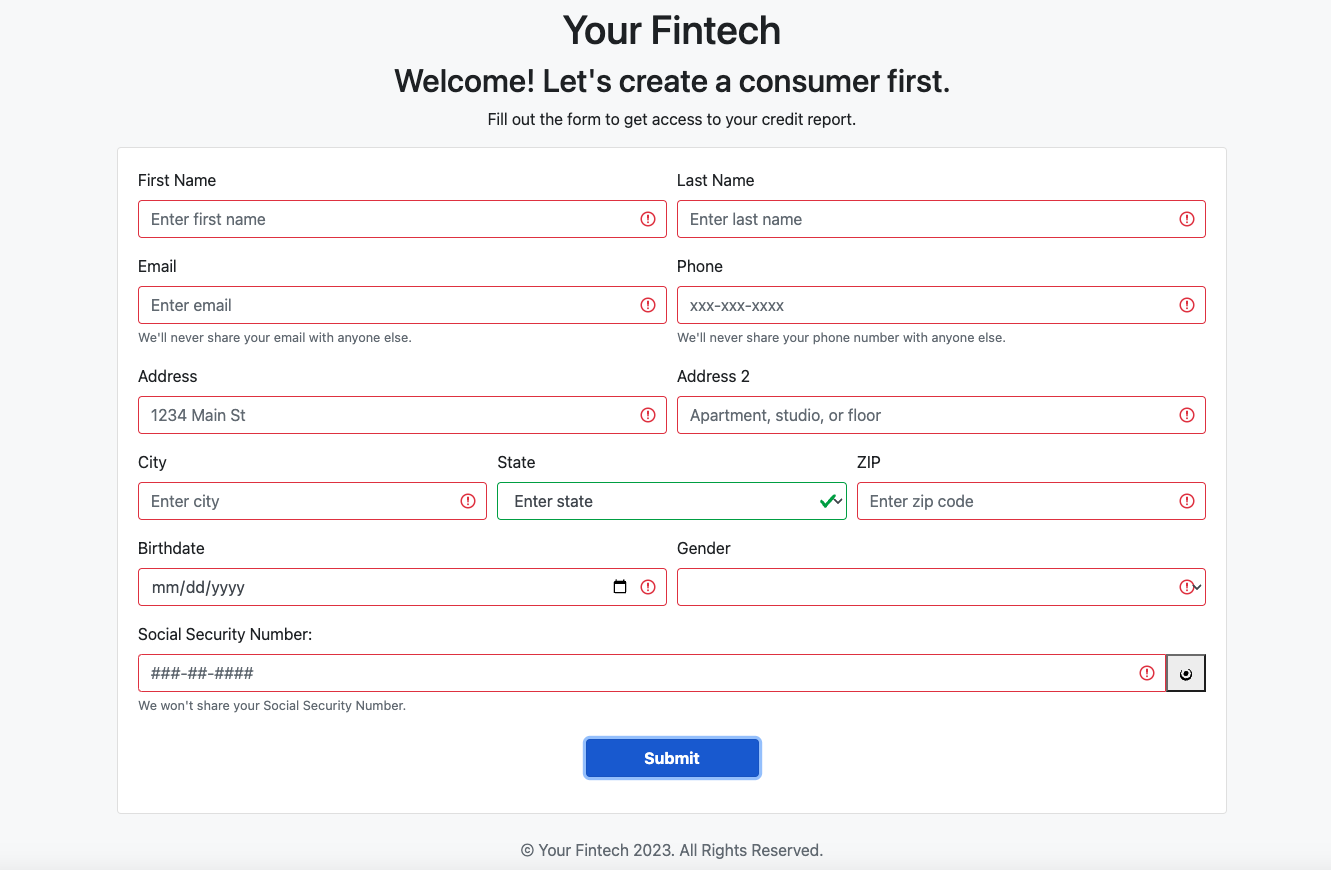 Your Fintech
Welcome! Let's create a consumer first.
Fill out the form to get access to your credit report.
First Name
Last Name
Enter first name
Enter last name
Email
Phone
Enter email
xxx-xxx-xxxx
We'll never share your email with anyone else.
We'll never share your phone number with anyone else.
Address
Address 2
1234 Main St
Apartment, studio, or floor
City
State
ZIP
Enter city
Enter state
Enter zip code
Birthdate
Gender
mm/dd/yyyy
Social Security Number:
###-##-####
We won't share your Social Security Number.
Submit
© Your Fintech 2023. All Rights Reserved.